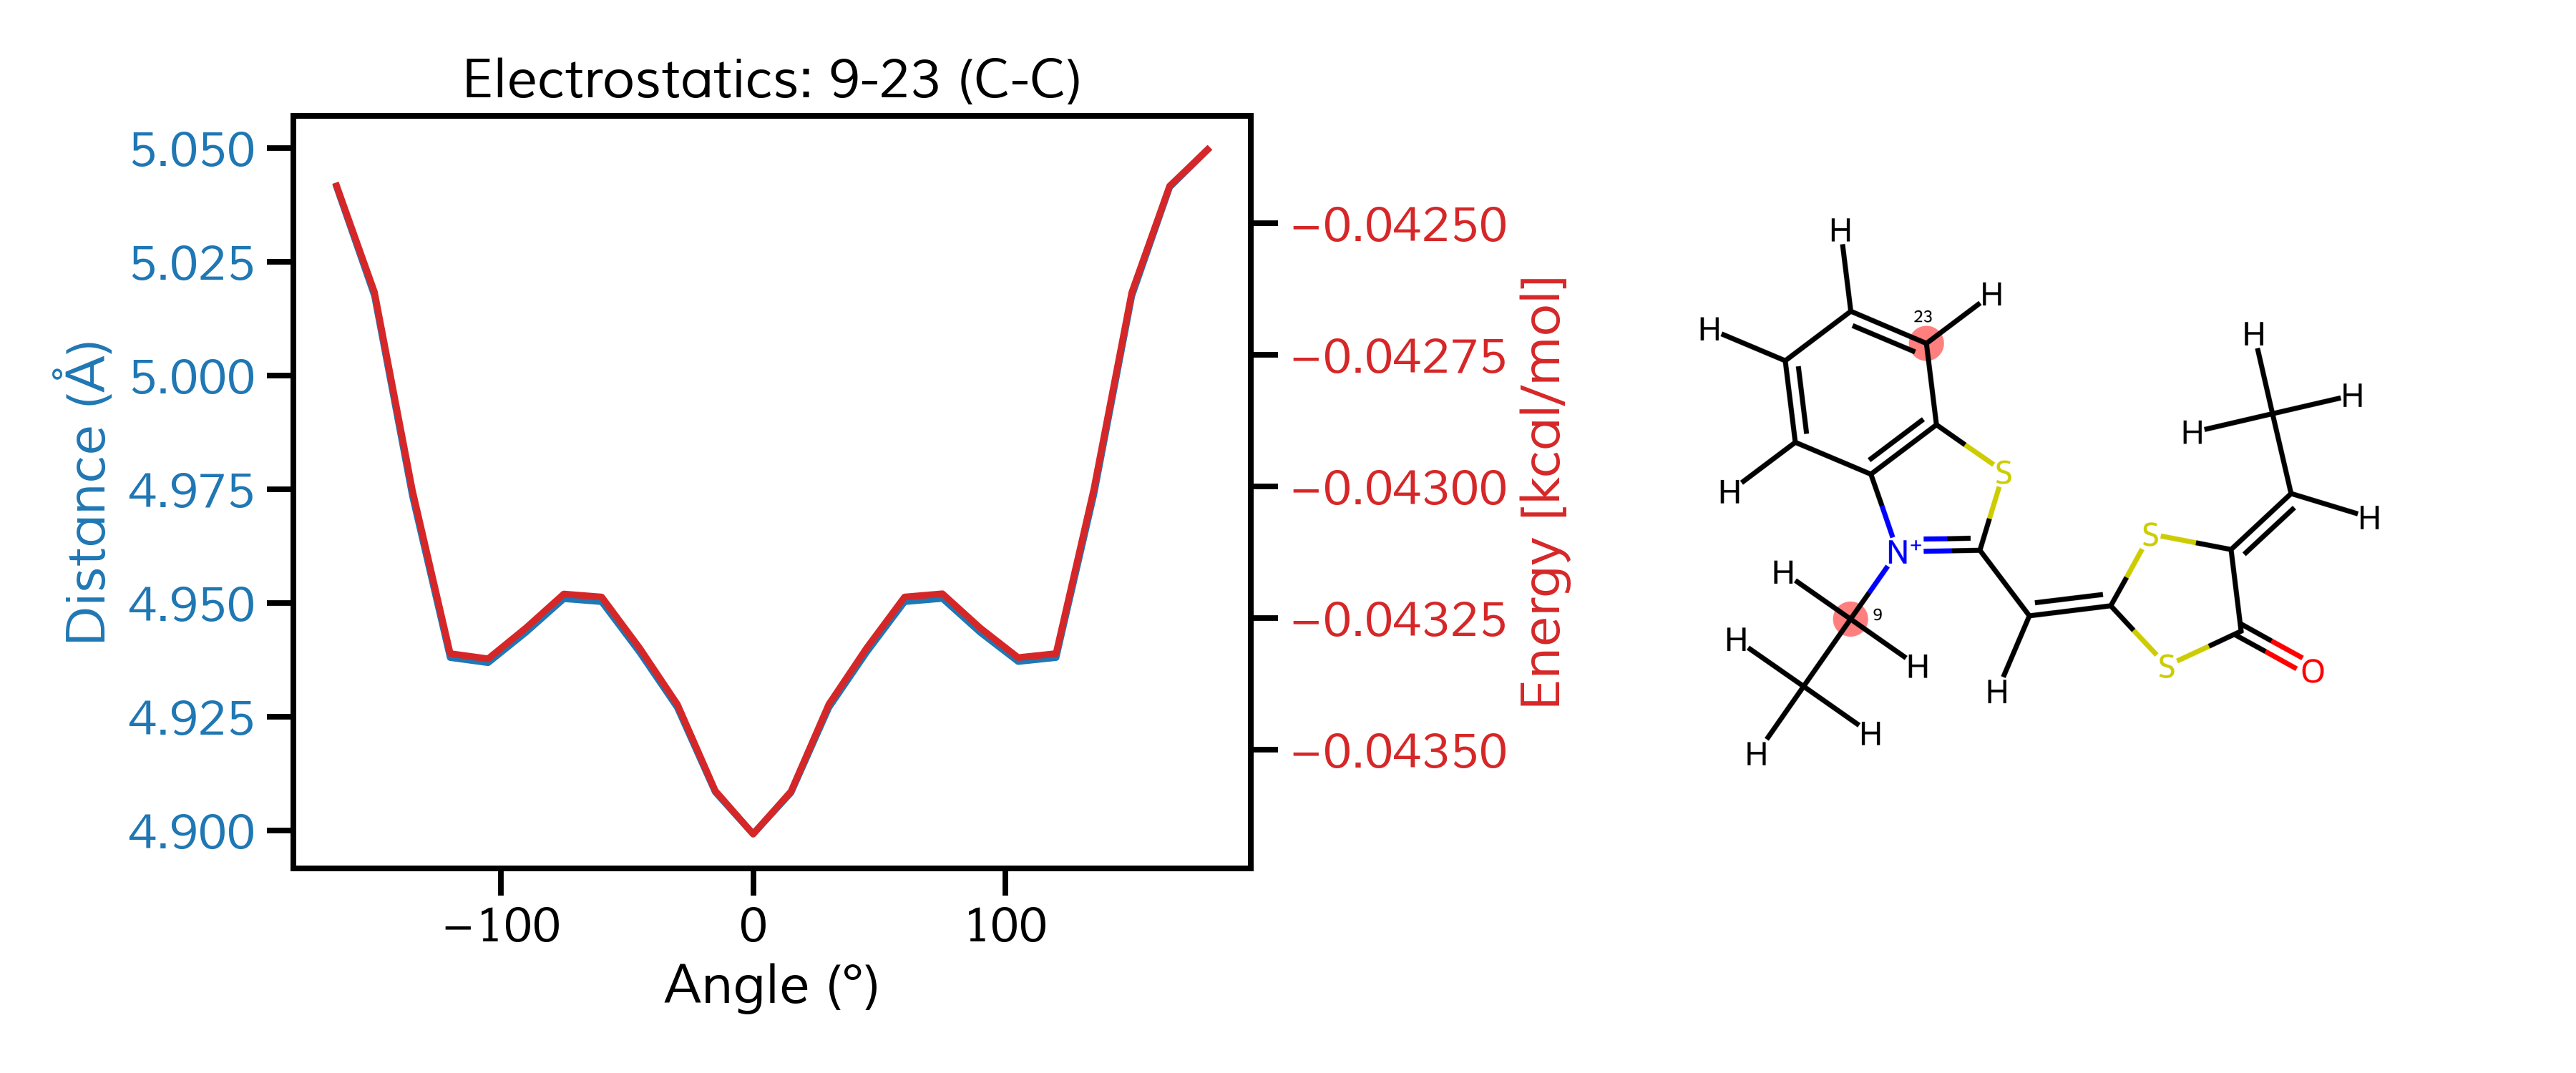 Electrostatics: 9-23 (C-C)
Distance (Å)
5.050
5.025
5.000
4.975
4.950
4.925
4.900
−100
0
100
Angle (°)
−0.04250
−0.04275
−0.04300
−0.04325
−0.04350
Energy [kcal/mol]
H
H
23
H
H
H
H
H
S
H
H
N+
S
H
9
H
H
S
O
H
H
H